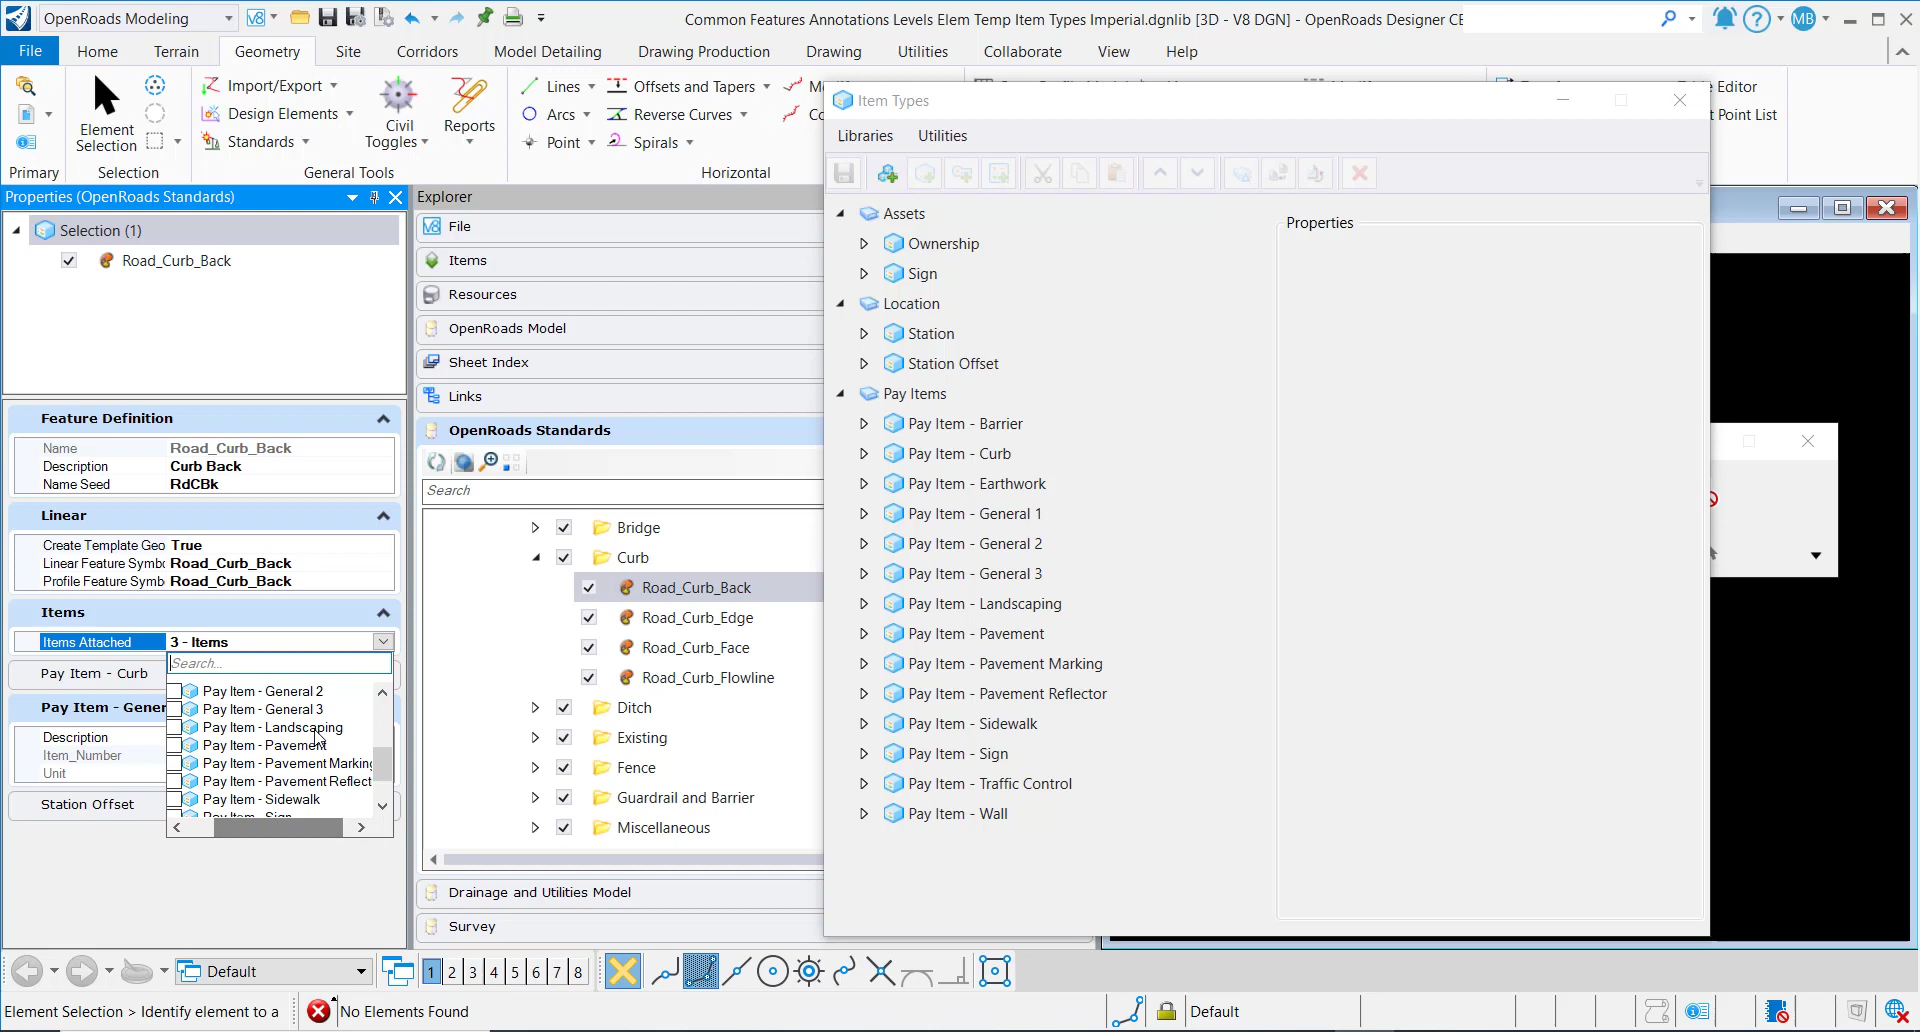 OpenRoads Modeling
Common Features Annotations Levels Elem Temp Item Types Imperial.dgnlib [3D - V8 DGN] - OpenRoads Designer CE
MB
File Home Terrain Geometry Site Corridors Model Detailing Drawing Production Drawing Utilities Collaborate View Help
Import/Export
Design Elements
Standards
Element Selection
Civil Toggles
Reports
Lines
Arcs
Point
Offsets and Tapers
Reverse Curves
Spirals
Editor
Point List
Primary Selection General Tools Horizontal
Properties (OpenRoads Standards)
Selection (1)
Road_Curb_Back
Feature Definition
Name Road_Curb_Back
Description Curb Back
Name Seed RdCBk
Linear
Create Template Geo True
Linear Feature Symbo Road_Curb_Back
Profile Feature Symb Road_Curb_Back
Items
Items Attached 3 - Items
Search...
Pay Item - Curb
Pay Item - Gener
Description
Item_Number
Unit
Station Offset
Pay Item - General 2
Pay Item - General 3
Pay Item - Landscaping
Pay Item - Pavement
Pay Item - Pavement Marking
Pay Item - Pavement Reflect
Pay Item - Sidewalk
Pay Item - Sign
Explorer
File
Items
Resources
OpenRoads Model
Sheet Index
Links
OpenRoads Standards
Search
Bridge
Curb
Road_Curb_Back
Road_Curb_Edge
Road_Curb_Face
Road_Curb_Flowline
Ditch
Existing
Fence
Guardrail and Barrier
Miscellaneous
Drainage and Utilities Model
Survey
Item Types
Libraries Utilities
Assets
Ownership
Sign
Location
Station
Station Offset
Pay Items
Pay Item - Barrier
Pay Item - Curb
Pay Item - Earthwork
Pay Item - General 1
Pay Item - General 2
Pay Item - General 3
Pay Item - Landscaping
Pay Item - Pavement
Pay Item - Pavement Marking
Pay Item - Pavement Reflector
Pay Item - Sidewalk
Pay Item - Sign
Pay Item - Traffic Control
Pay Item - Wall
Properties
Default 1 2 3 4 5 6 7 8
Element Selection > Identify element to a No Elements Found Default